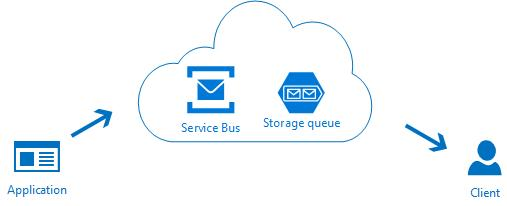 Service Bus
Storage queue
Application
Client